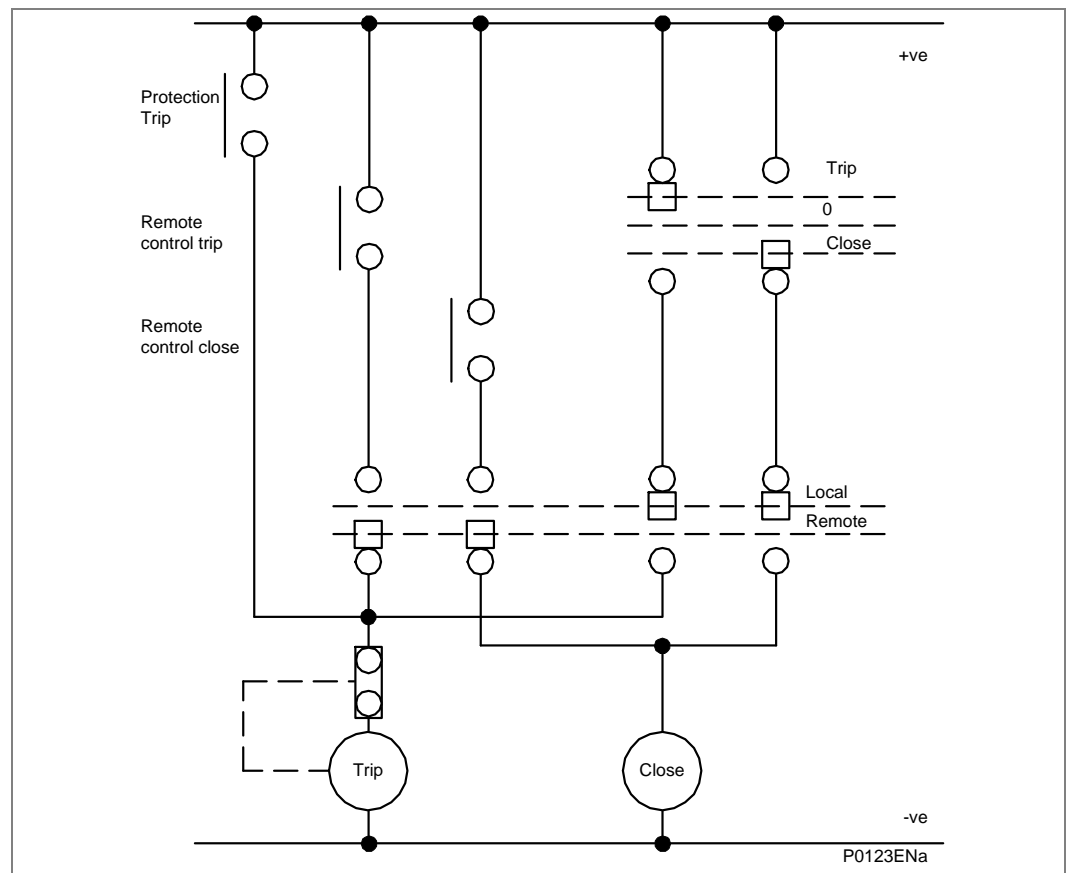 +ve
Protection
Trip
Trip
0
Close
Remote
control trip
Remote
control close
Local
Remote
Trip
Close
-ve
P0123ENa